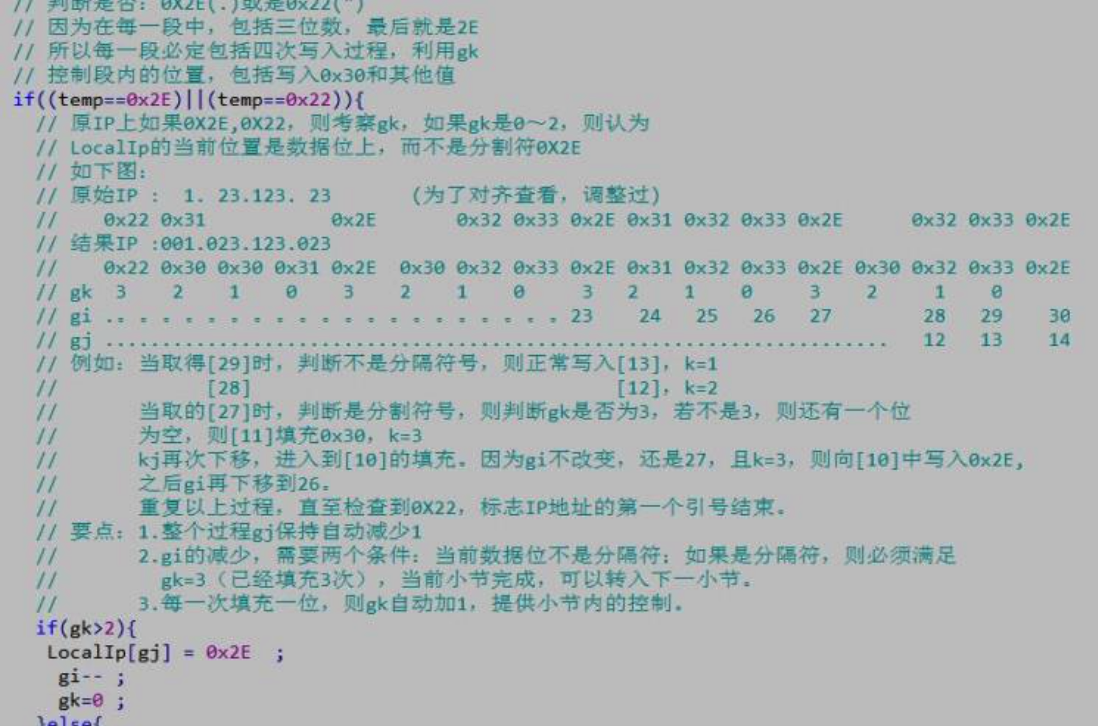 // 判断是否: 0X2E(.)或是0x22(")
// 因为在每一段中，包括三位数，最后就是2E
// 所以每一段必定包括四次写入过程，利用gk
// 控制段内的位置，包括写入0x30和其他值
if((temp==0x2E)||(temp==0x22)){
// 原IP上如果0X2E,0X22，则考察gk，如果gk是0～2，则认为
// LocalIp的当前位置是数据位上，而不是分割符0X2E
// 如下图:
// 原始IP : 1. 23.123. 23 (为了对齐查看，调整过)
// 0x22 0x31 0x2E 0x32 0x33 0x2E 0x31 0x32 0x33 0x2E 0x32 0x33 0x2E
// 结果IP :001.023.123.023
// 0x22 0x30 0x30 0x31 0x2E 0x30 0x32 0x33 0x2E 0x31 0x32 0x33 0x2E 0x30 0x32 0x33 0x2E
// gk 3 2 1 0 3 2 1 0 3 2 1 0 3 2 1 0
// gi .. . . . . . . . . . . . . . . . . 23 24 25 26 27 28 29 30
// gj ..................................................................... 12 13 14
// 例如: 当取得[29]时，判断不是分隔符号，则正常写入[13], k=1
// [28] [12], k=2
// 当取的[27]时，判断是分割符号，则判断gk是否为3，若不是3，则还有一个位
// 为空，则[11]填充0x30, k=3
// kj再次下移，进入到[10]的填充。因为gi不改变，还是27，且k=3，则向[10]中写入0x2E,
// 之后gi再下移到26。
// 重复以上过程，直至检查到0X22，标志IP地址的第一个引号结束。
// 要点: 1.整个过程gj保持自动减少1
// 2.gi的减少，需要两个条件: 当前数据位不是分隔符; 如果是分隔符，则必须满足
// gk=3（已经填充3次），当前小节完成，可以转入下一小节。
// 3.每一次填充一位，则gk自动加1，提供小节内的控制。
if(gk>2){
LocalIp[gj] = 0x2E ;
gi-- ;
gk=0 ;
}else{